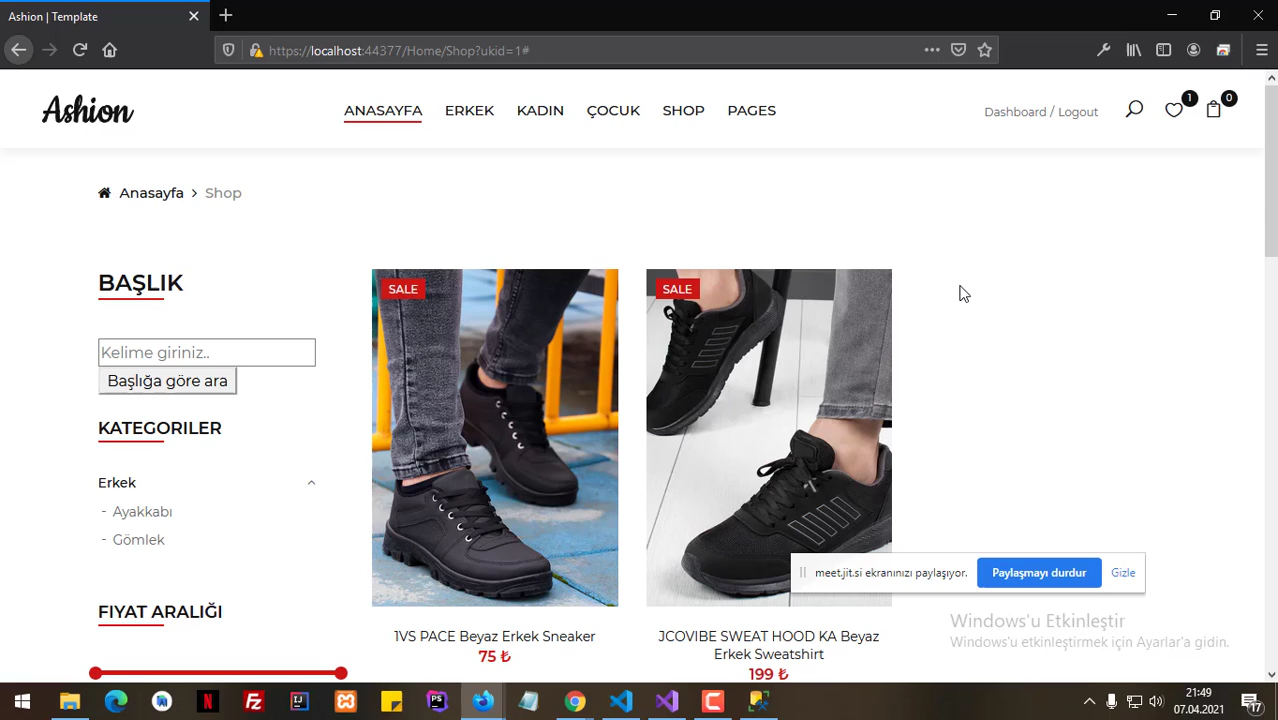 Ashion | Template
https://localhost:44377/Home/Shop?ukid=1#
Ashion
ANASAYFA ERKEK KADIN ÇOCUK SHOP PAGES
Dashboard / Logout
1
0
Anasayfa > Shop
BAŞLIK
Kelime giriniz..
Başlığa göre ara
KATEGORILER
Erkek
- Ayakkabı
- Gömlek
FIYAT ARALIĞI
SALE
1VS PACE Beyaz Erkek Sneaker
75 ₺
SALE
JCOVIBE SWEAT HOOD KA Beyaz
Erkek Sweatshirt
199 ₺
meet.jit.si ekranınızı paylaşıyor. Paylaşmayı durdur Gizle
Windows'u Etkinleştir
Windows'u etkinleştirmek için Ayarlar'a gidin.
21:49
07.04.2021
17